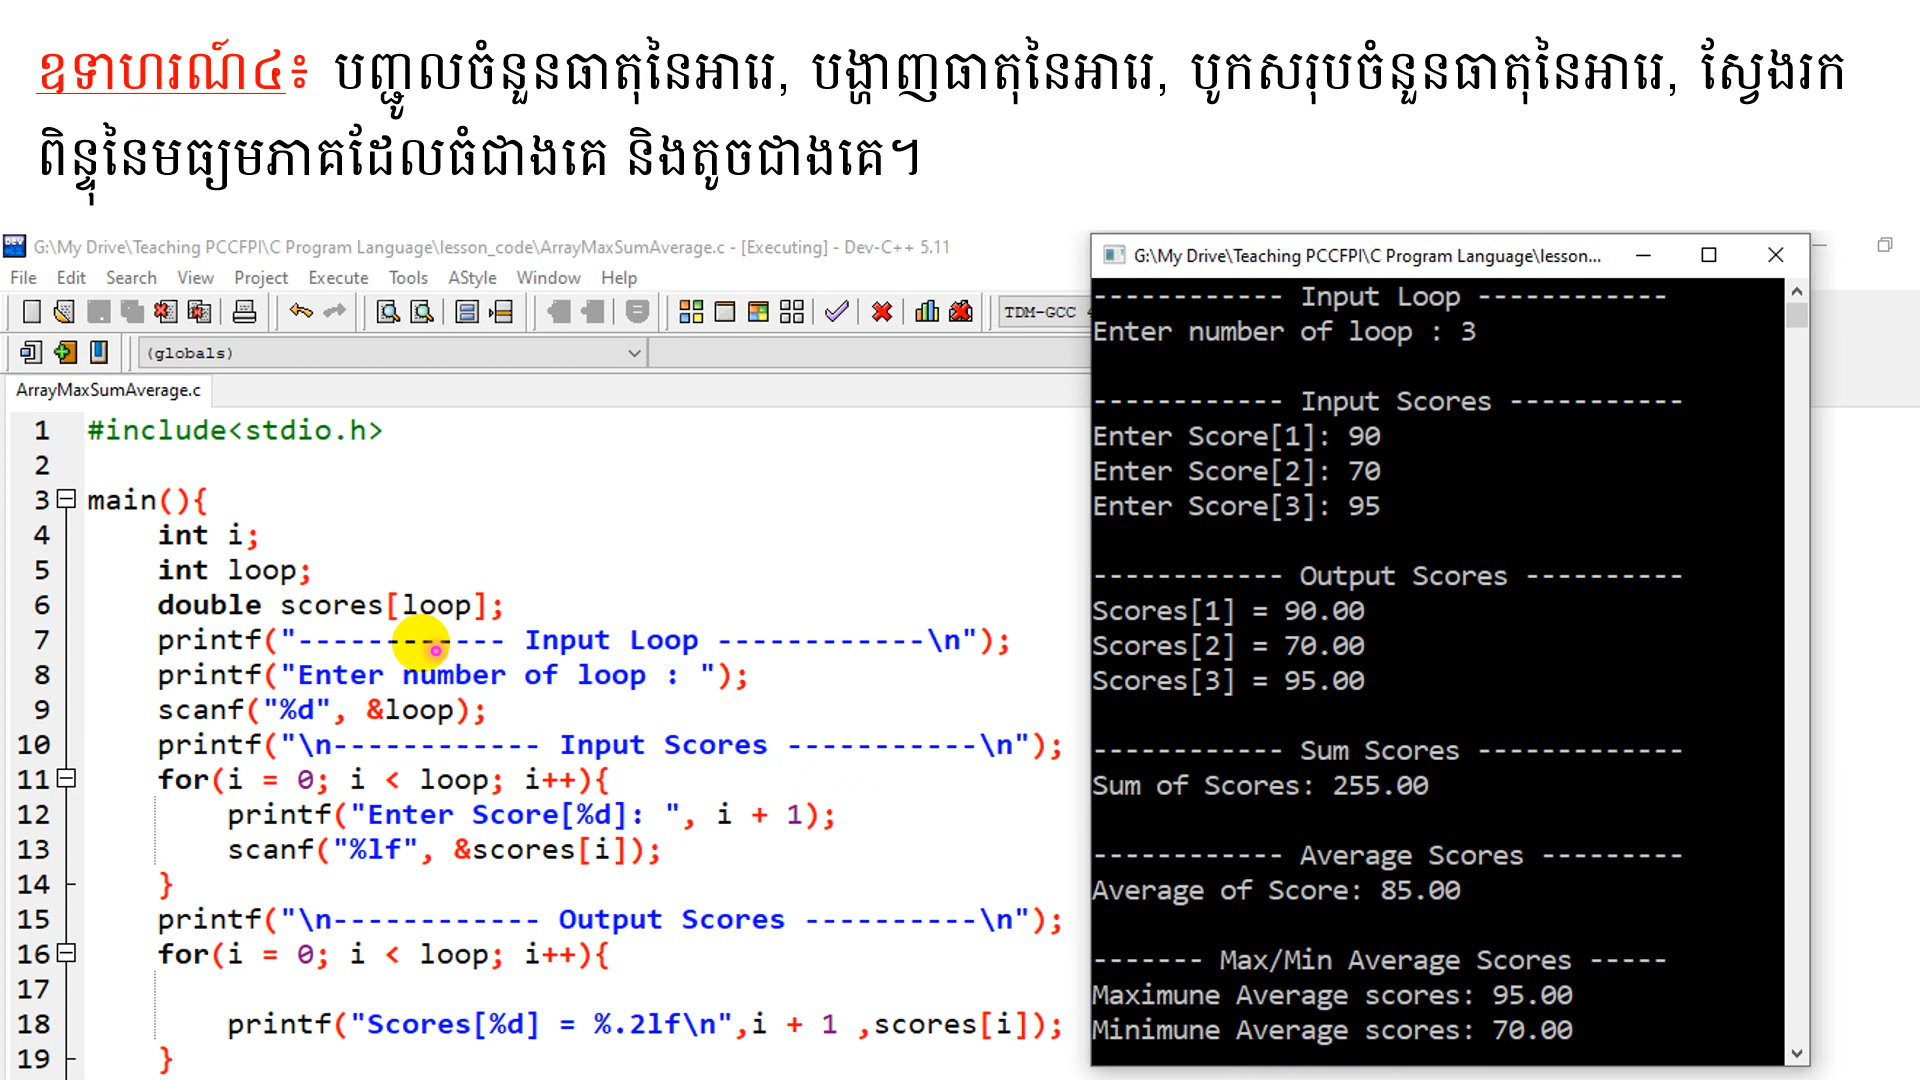 ឧទាហរណ៍៤៖ បញ្ជូលចំនួនធាតុនៃអារេ, បង្ហាញធាតុនៃអារេ, បូកសរុបចំនួនធាតុនៃអារេ, ស្វែងរក
ពិន្ទុនៃមធ្យមភាគដែលធំជាងគេ និងតូចជាងគេ។
G:\My Drive\Teaching PCCFPI\C Program Language\lesson_code\ArrayMaxSumAverage.c - [Executing] - Dev-C++ 5.11
File Edit Search View Project Execute Tools AStyle Window Help
TDM-GCC 4
(globals)
ArrayMaxSumAverage.c
1 #include<stdio.h>
2
3 main(){
4 int i;
5 int loop;
6 double scores[loop];
7 printf("------------ Input Loop ------------\n");
8 printf("Enter number of loop : ");
9 scanf("%d", &loop);
10 printf("\n------------ Input Scores -----------\n");
11 for(i = 0; i < loop; i++){
12 printf("Enter Score[%d]: ", i + 1);
13 scanf("%lf", &scores[i]);
14 }
15 printf("\n------------ Output Scores ----------\n");
16 for(i = 0; i < loop; i++){
17
18 printf("Scores[%d] = %.2lf\n",i + 1 ,scores[i]);
19 }
G:\My Drive\Teaching PCCFPI\C Program Language\lesson...
------------ Input Loop ------------
Enter number of loop : 3
------------ Input Scores -----------
Enter Score[1]: 90
Enter Score[2]: 70
Enter Score[3]: 95
------------ Output Scores ----------
Scores[1] = 90.00
Scores[2] = 70.00
Scores[3] = 95.00
------------ Sum Scores -------------
Sum of Scores: 255.00
------------ Average Scores ---------
Average of Score: 85.00
------- Max/Min Average Scores -----
Maximune Average scores: 95.00
Minimune Average scores: 70.00